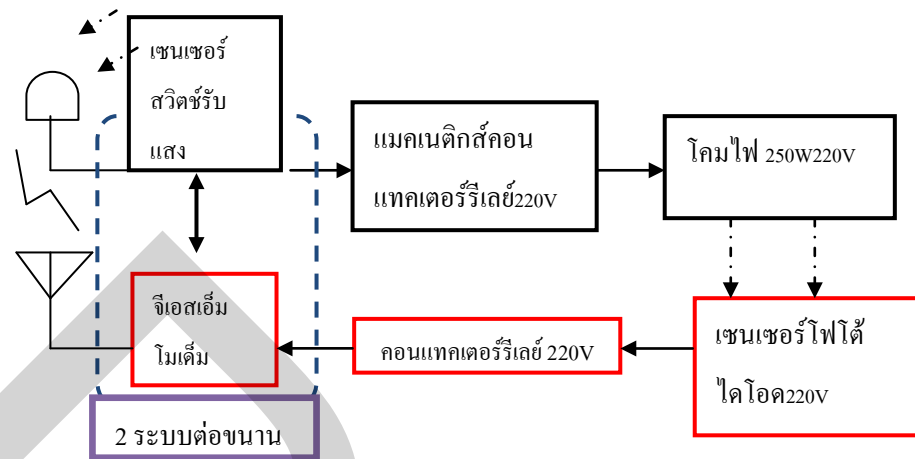 เซนเซอร์
สวิตช์รับ
แสง
แมคเนติกส์คอน
แทคเตอร์รีเลย์220V
โคมไฟ 250W220V
จีเอสเอ็ม
โมเด็ม
คอนแทคเตอร์รีเลย์ 220V
เซนเซอร์โฟโต้
ไดโอด220V
2 ระบบต่อขนาน